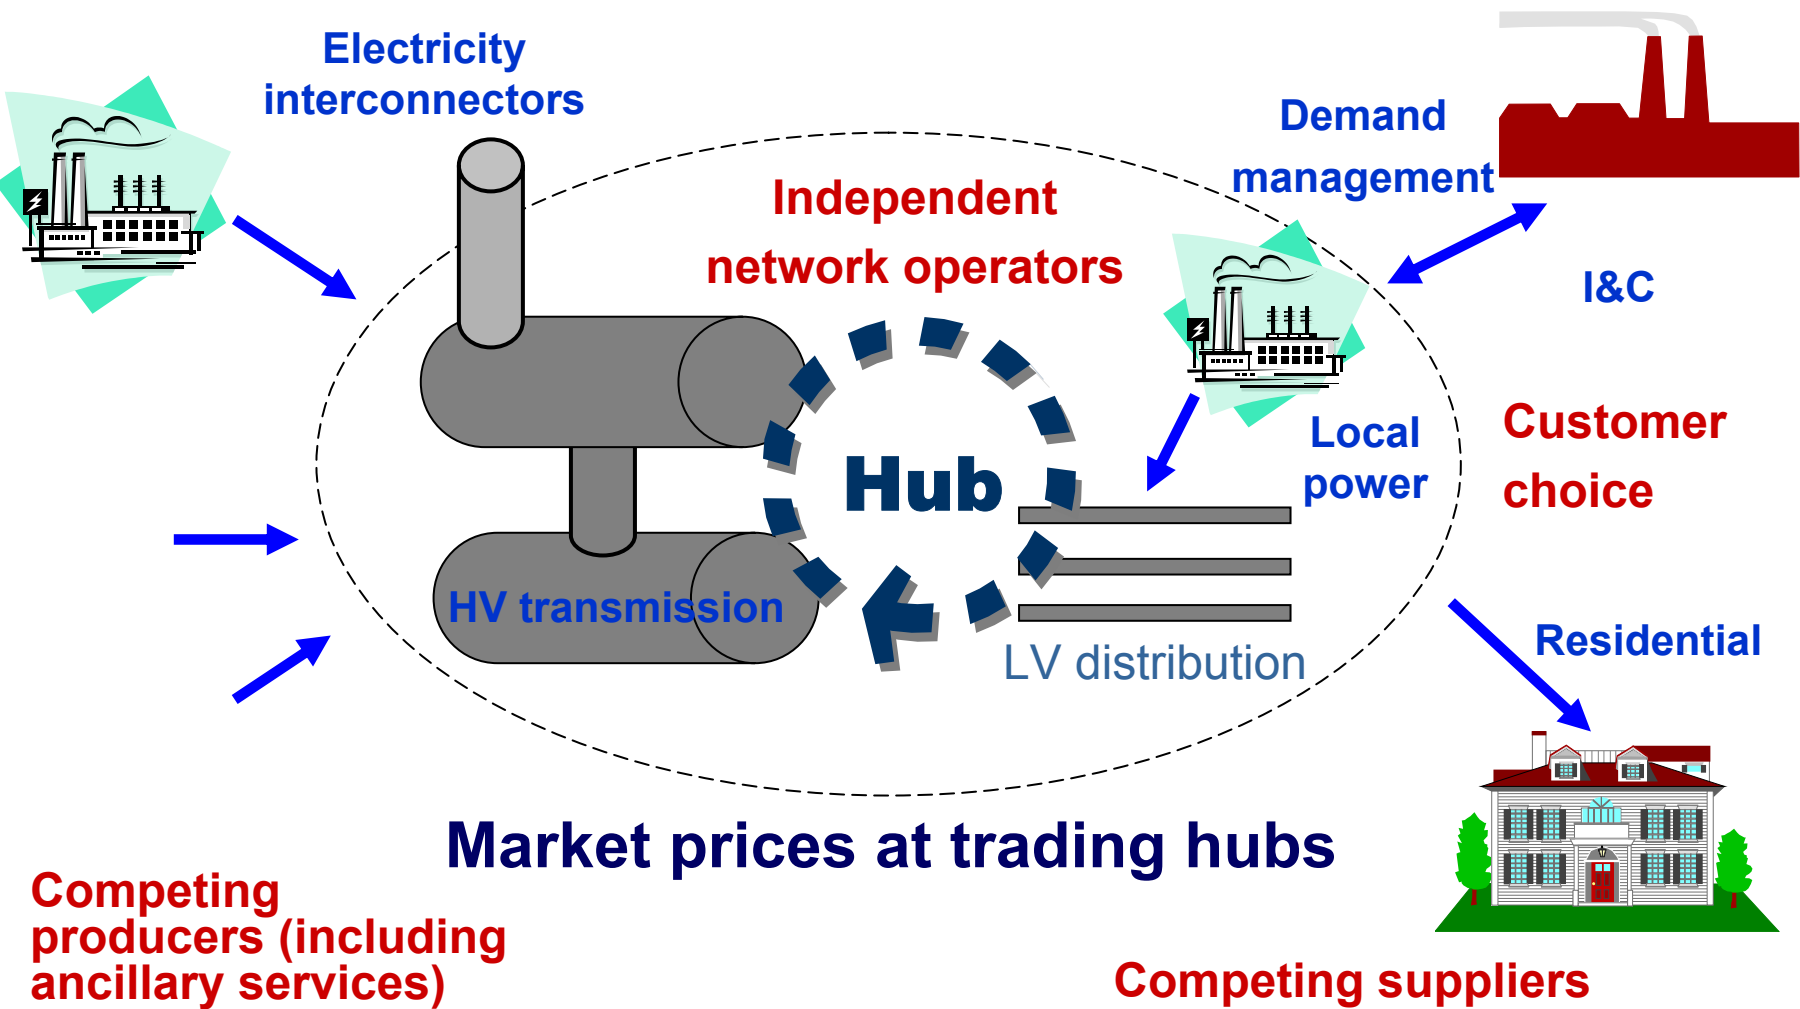 Electricity
interconnectors
Demand
management
Independent
network operators
I&C
Local
power
Customer
choice
Hub
HV transmission
LV distribution
Residential
Market prices at trading hubs
Competing
producers (including
ancillary services)
Competing suppliers